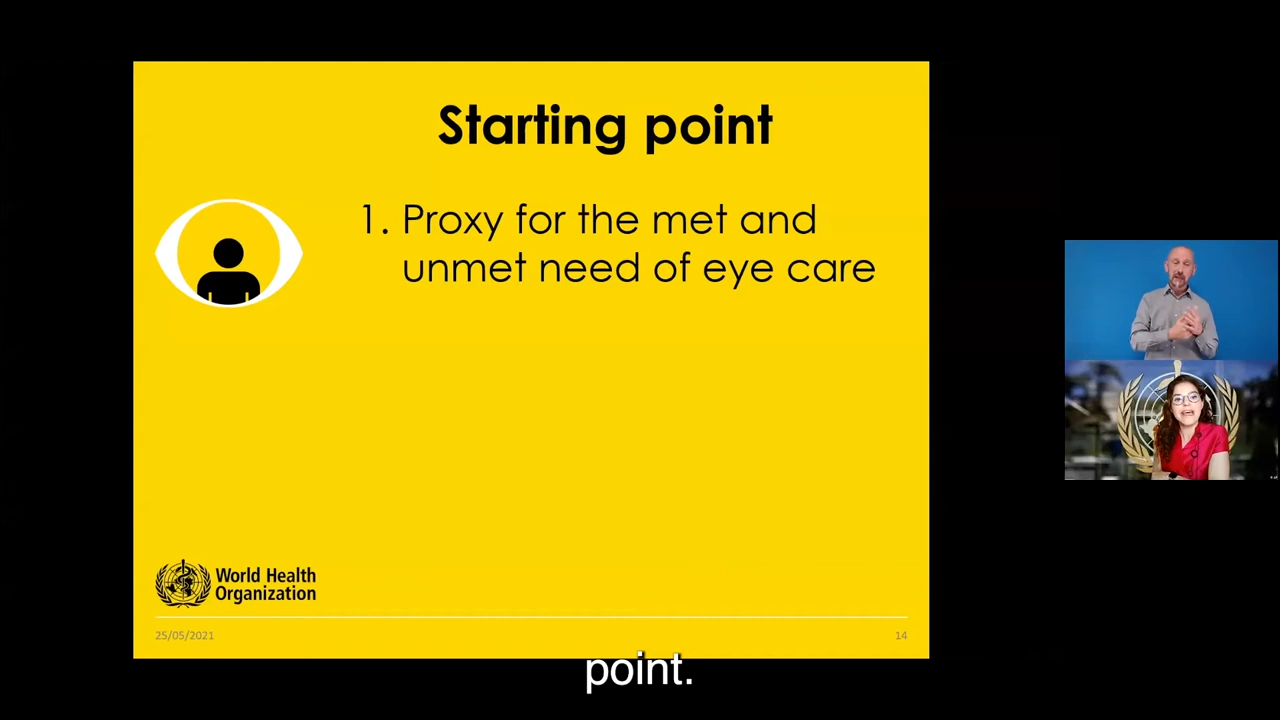 Starting point
1. Proxy for the met and
unmet need of eye care
World Health
Organization
25/05/2021
14
point.